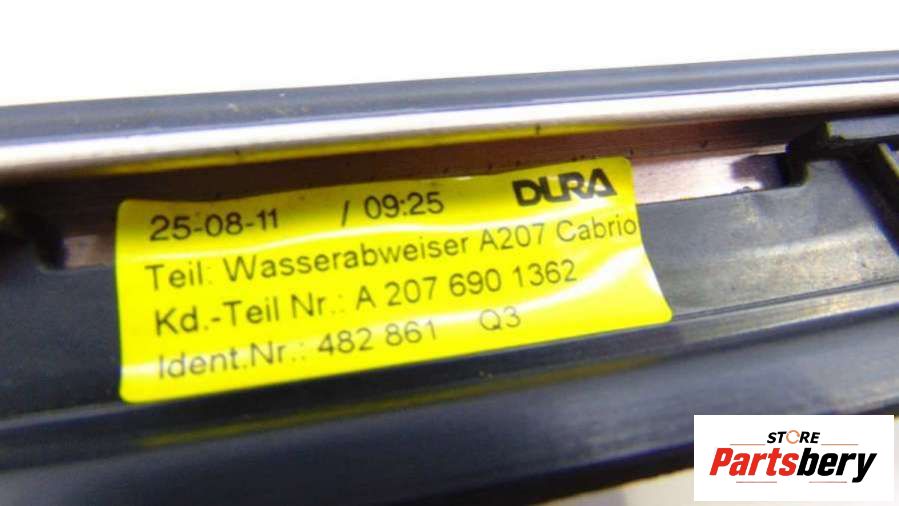 25-08-11 / 09:25 DURA
Teil: Wasserabweiser A207 Cabrio
Kd.-Teil Nr.: A 207 690 1362
Ident.Nr.: 482 861 Q3
STORE
Partsbery